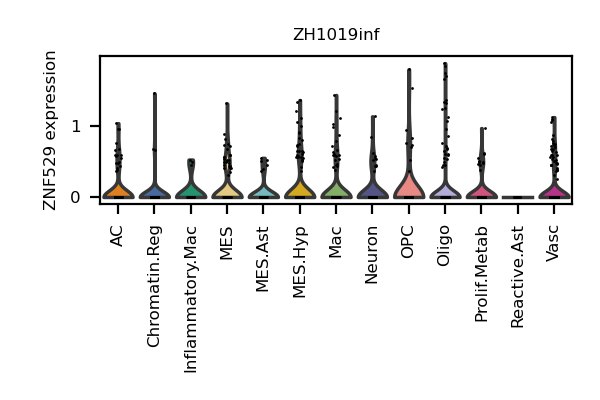 ZH1019inf
ZNF529 expression
1
0
AC
Chromatin.Reg
Inflammatory.Mac
MES
MES.Ast
MES.Hyp
Mac
Neuron
OPC
Oligo
Prolif.Metab
Reactive.Ast
Vasc